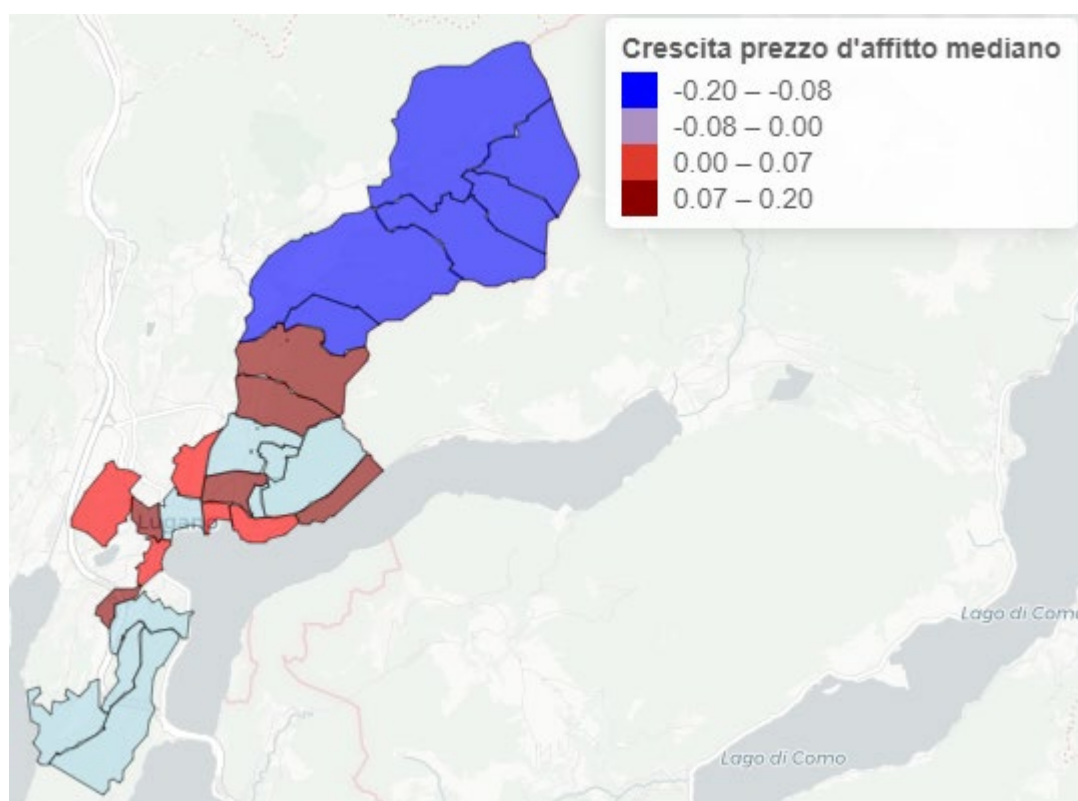 Crescita prezzo d'affitto mediano
-0.20 – -0.08
-0.08 – 0.00
0.00 – 0.07
0.07 – 0.20
Lugano
Lago di Como
Lago di Como